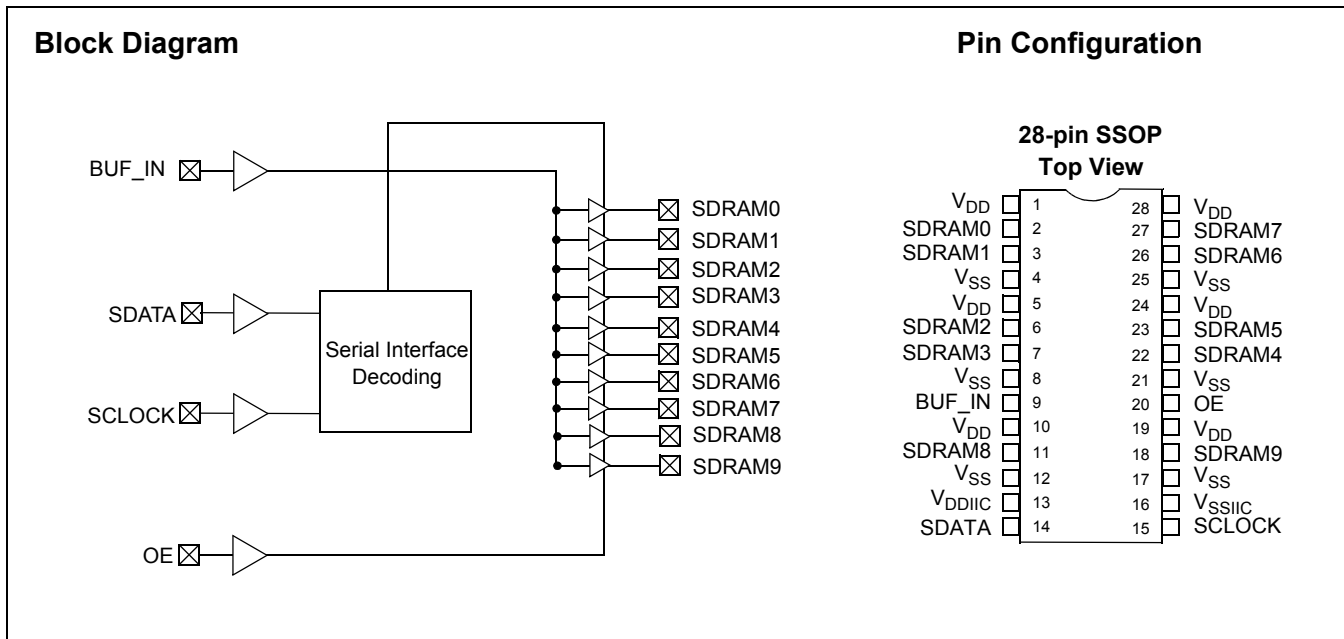 Block Diagram
BUF_IN
SDATA
SCLOCK
OE
Serial Interface
Decoding
SDRAM0
SDRAM1
SDRAM2
SDRAM3
SDRAM4
SDRAM5
SDRAM6
SDRAM7
SDRAM8
SDRAM9
Pin Configuration
28-pin SSOP
Top View
VDD 1 28 VDD
SDRAM0 2 27 SDRAM7
SDRAM1 3 26 SDRAM6
VSS 4 25 VSS
VDD 5 24 VDD
SDRAM2 6 23 SDRAM5
SDRAM3 7 22 SDRAM4
VSS 8 21 VSS
BUF_IN 9 20 OE
VDD 10 19 VDD
SDRAM8 11 18 SDRAM9
VSS 12 17 VSS
VDDIIC 13 16 VSSIIC
SDATA 14 15 SCLOCK